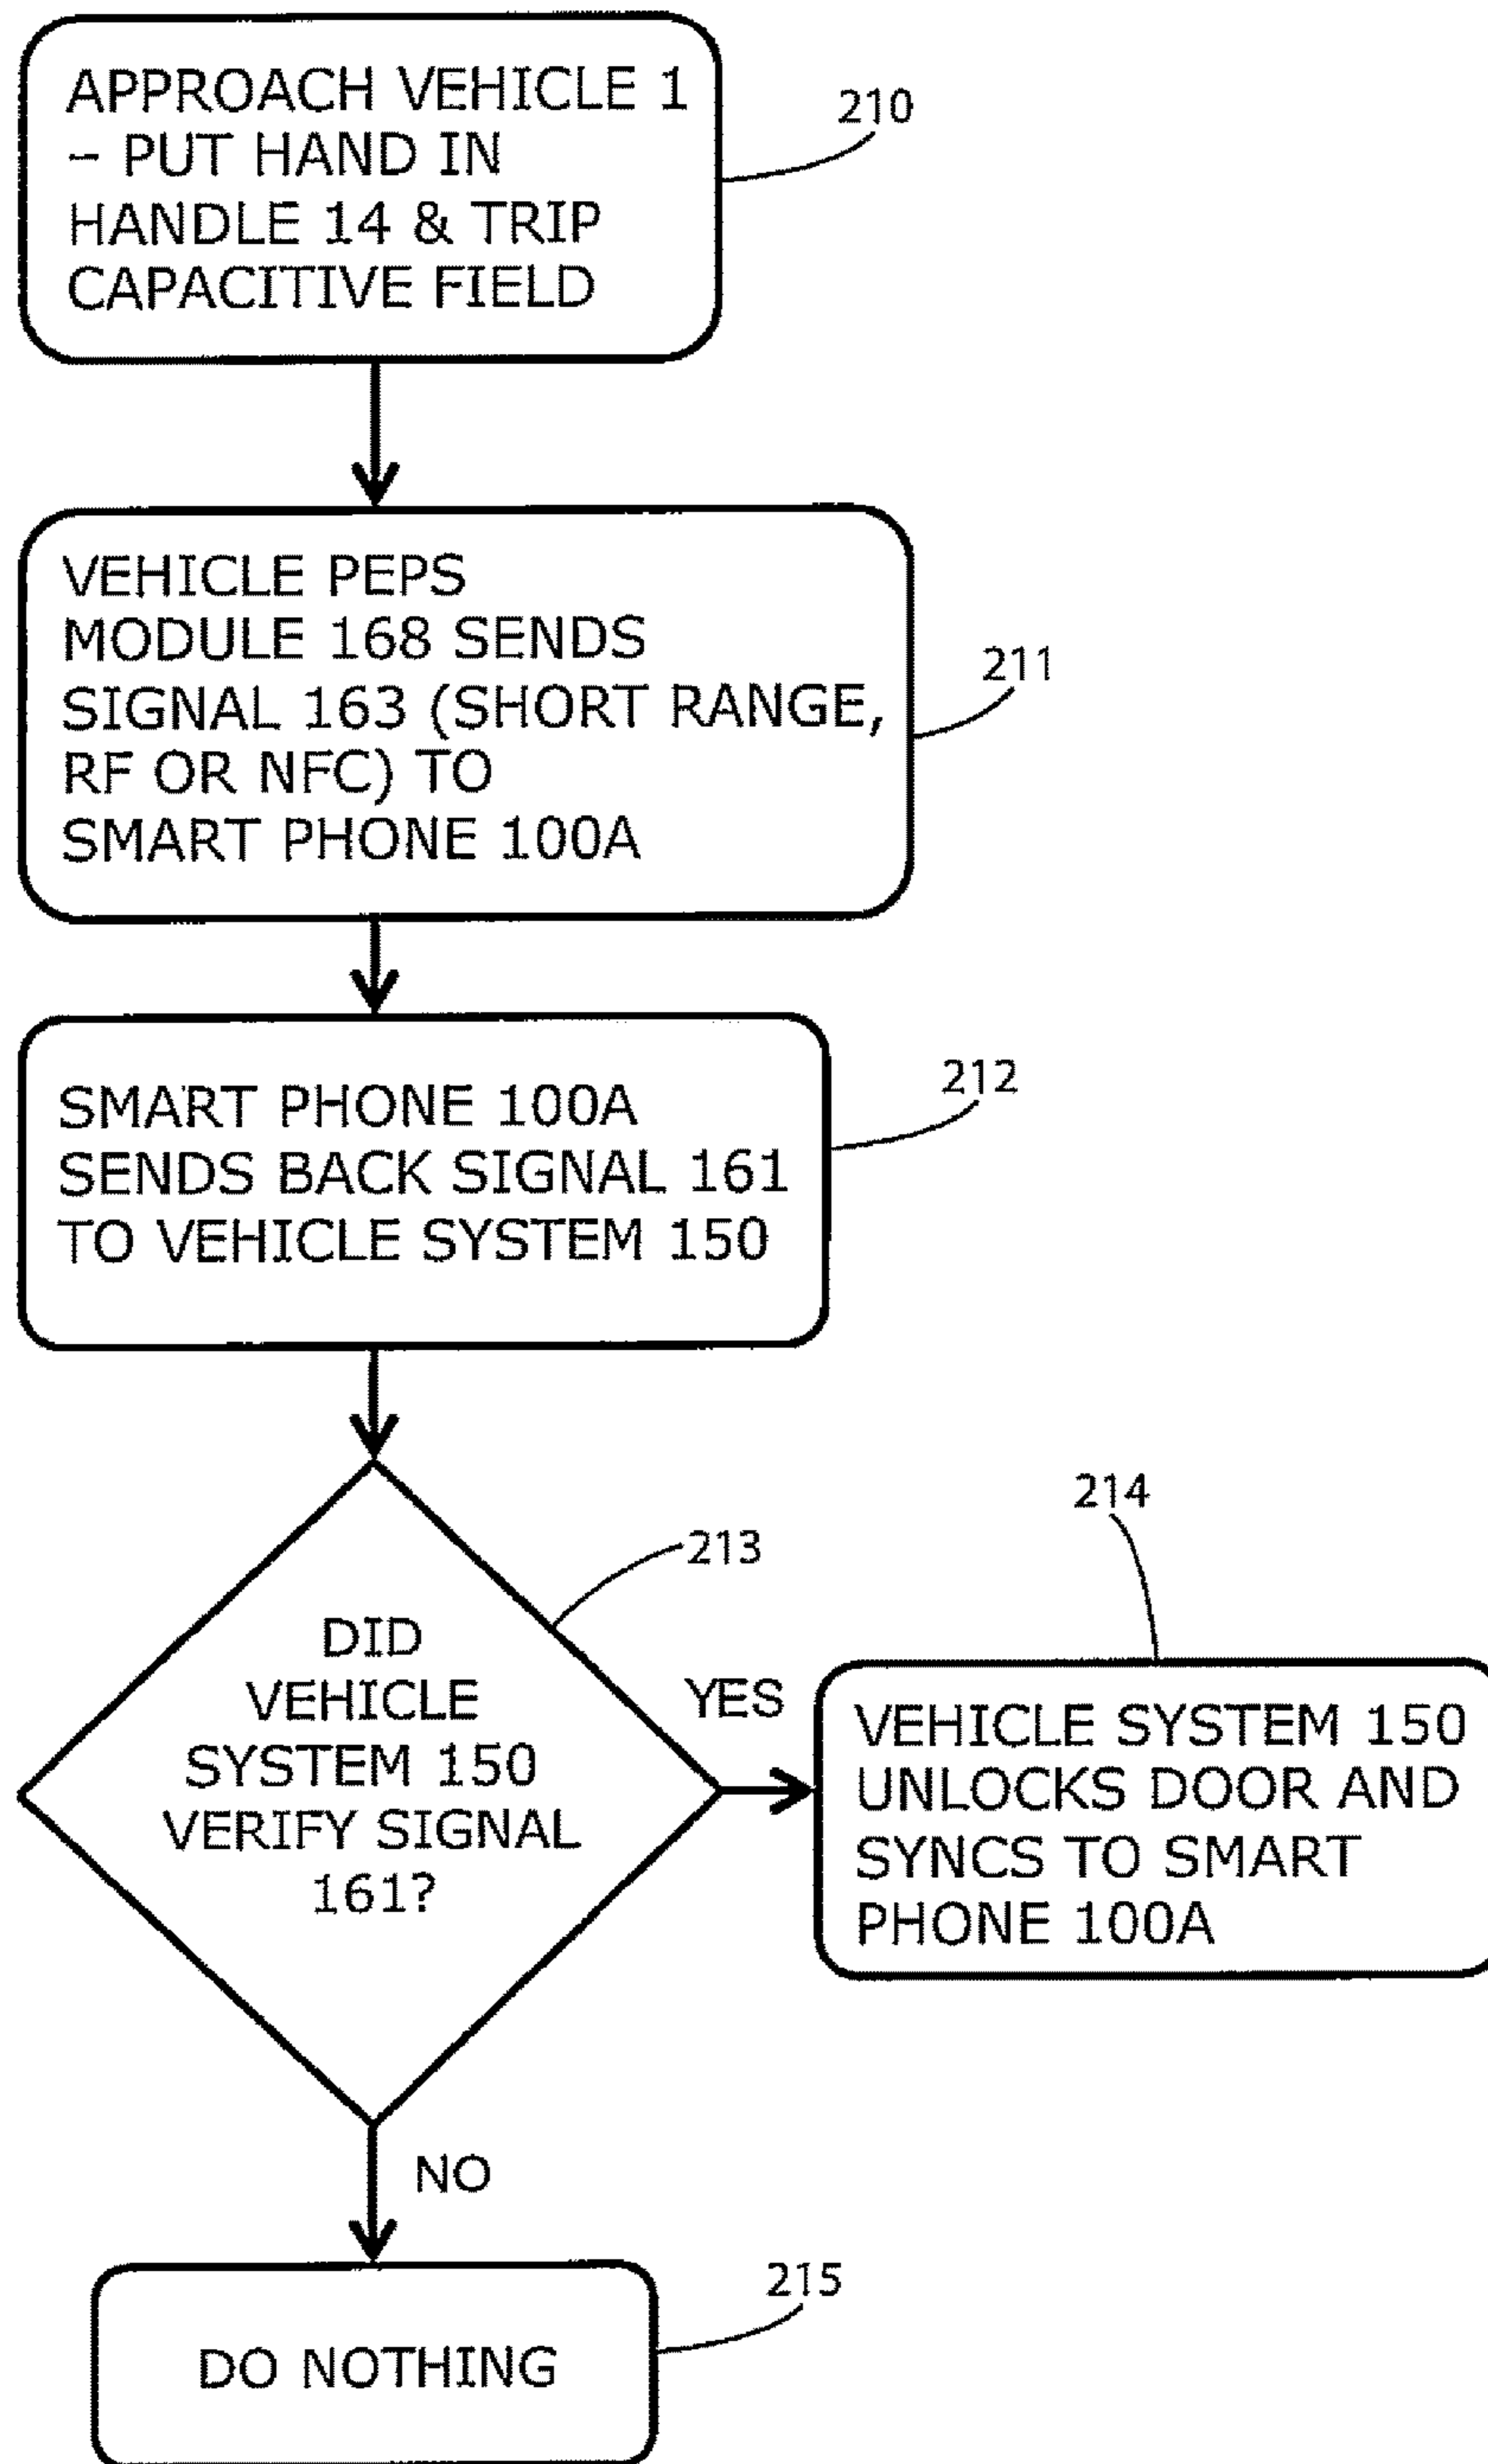 APPROACH VEHICLE 1
– PUT HAND IN
HANDLE 14 & TRIP
CAPACITIVE FIELD
210
VEHICLE PEPS
MODULE 168 SENDS
SIGNAL 163 (SHORT RANGE,
RF OR NFC) TO
SMART PHONE 100A
211
SMART PHONE 100A
SENDS BACK SIGNAL 161
TO VEHICLE SYSTEM 150
212
DID
VEHICLE
SYSTEM 150
VERIFY SIGNAL
161?
213
YES
214
VEHICLE SYSTEM 150
UNLOCKS DOOR AND
SYNCS TO SMART
PHONE 100A
NO
DO NOTHING
215